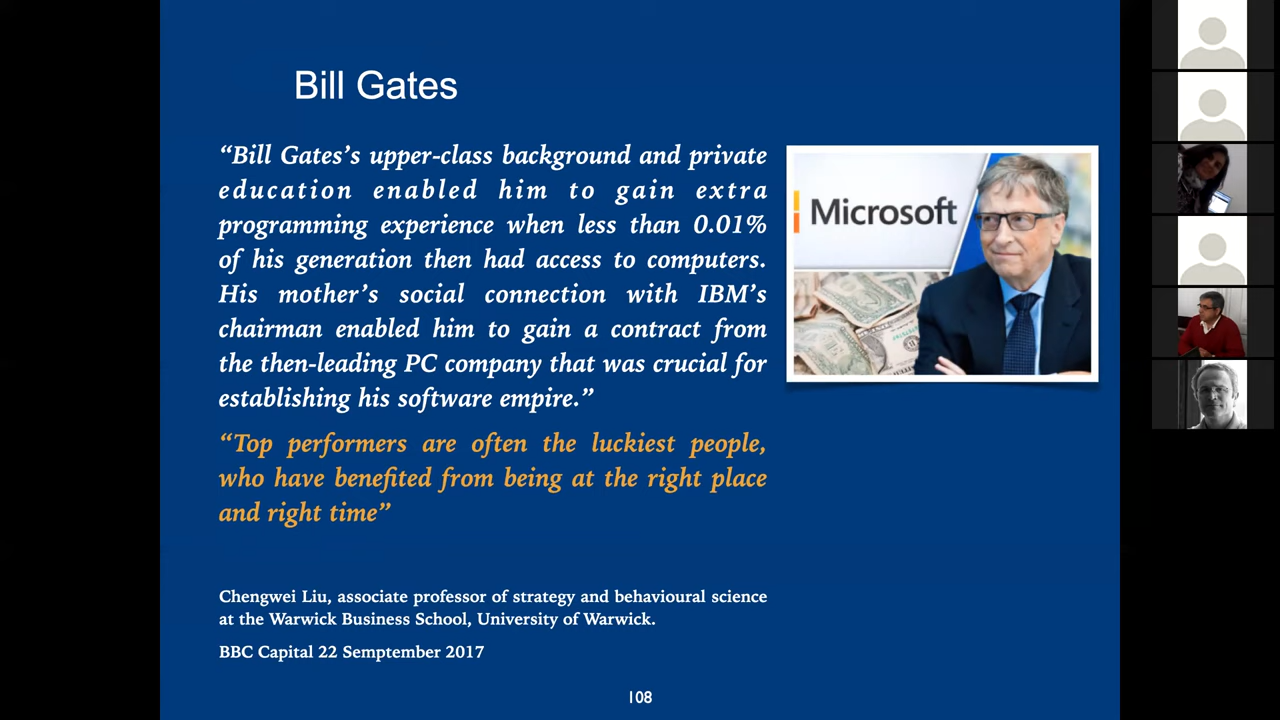 Bill Gates
“Bill Gates’s upper-class background and private
education enabled him to gain extra
programming experience when less than 0.01%
of his generation then had access to computers.
His mother’s social connection with IBM’s
chairman enabled him to gain a contract from
the then-leading PC company that was crucial for
establishing his software empire.”
“Top performers are often the luckiest people,
who have benefited from being at the right place
and right time”
Microsoft
Chengwei Liu, associate professor of strategy and behavioural science
at the Warwick Business School, University of Warwick.
BBC Capital 22 Semptember 2017
108